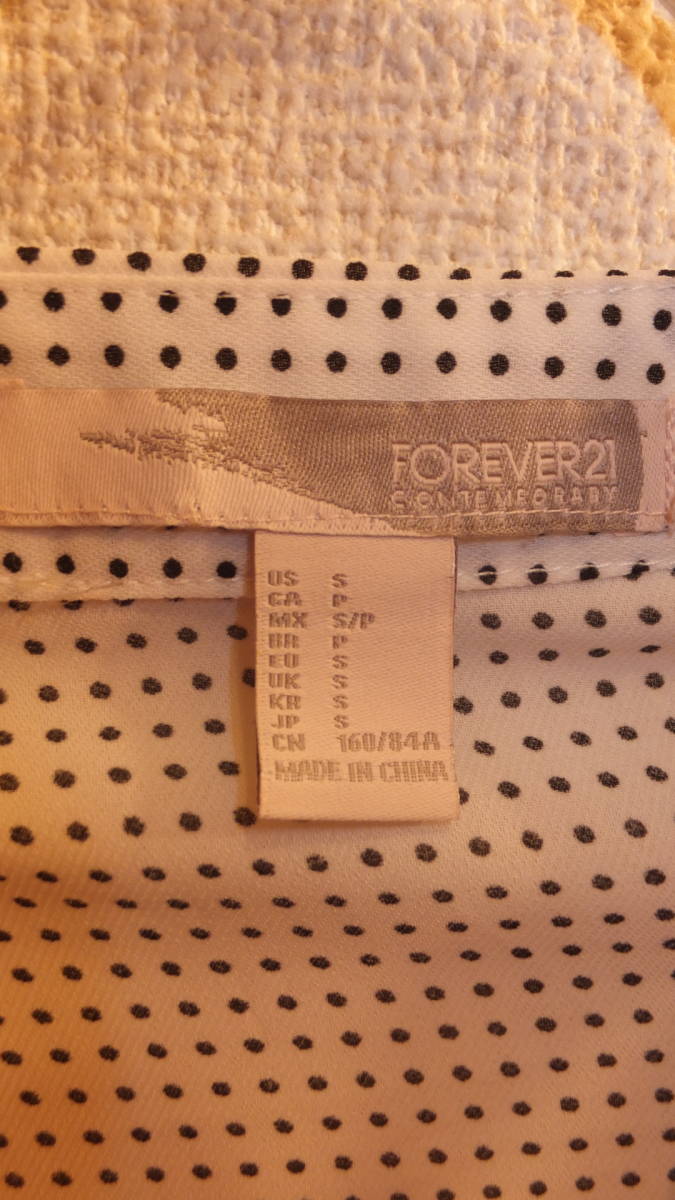 FOREVER21
CONTEMPORARY
US S
CA P
MX S/P
BR P
EU S
UK S
KR S
JP S
CN 160/84A
MADE IN CHINA